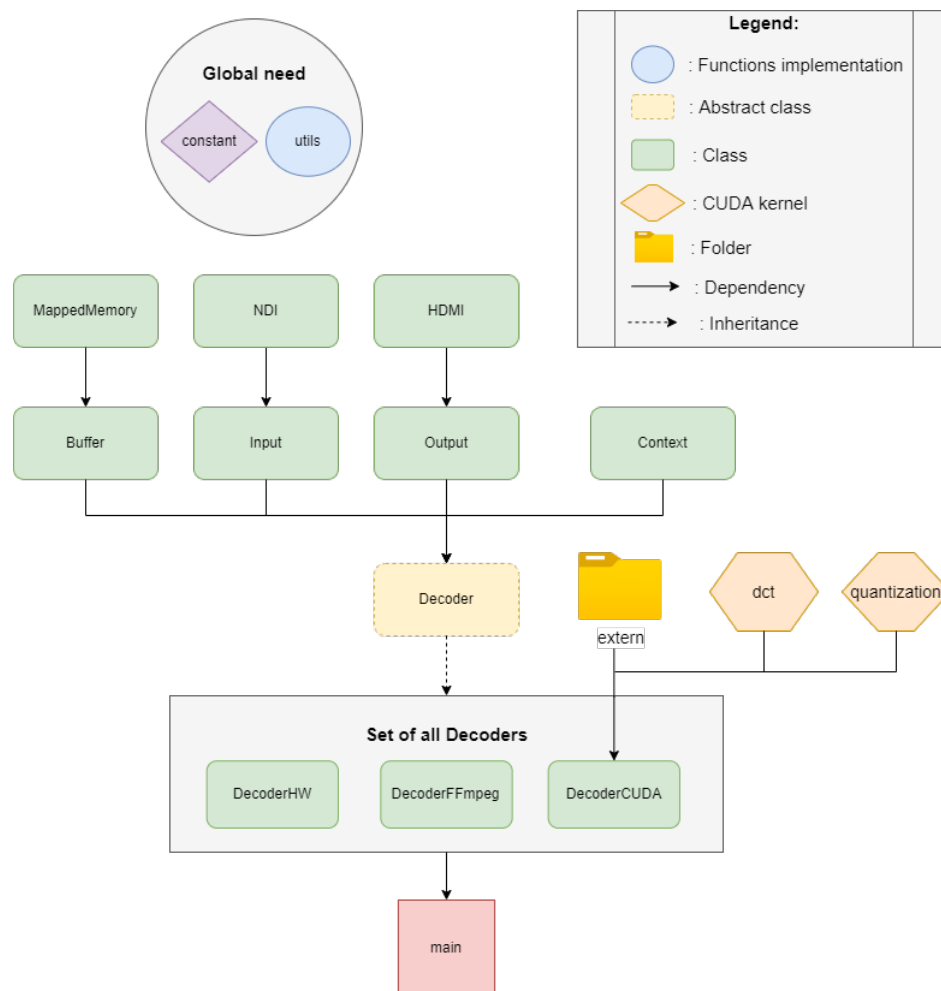 Global need
constant
utils
Legend:
: Functions implementation
: Abstract class
: Class
: CUDA kernel
: Folder
: Dependency
: Inheritance
MappedMemory
NDI
HDMI
Buffer
Input
Output
Context
Decoder
extern
dct
quantization
Set of all Decoders
DecoderHW
DecoderFFmpeg
DecoderCUDA
main